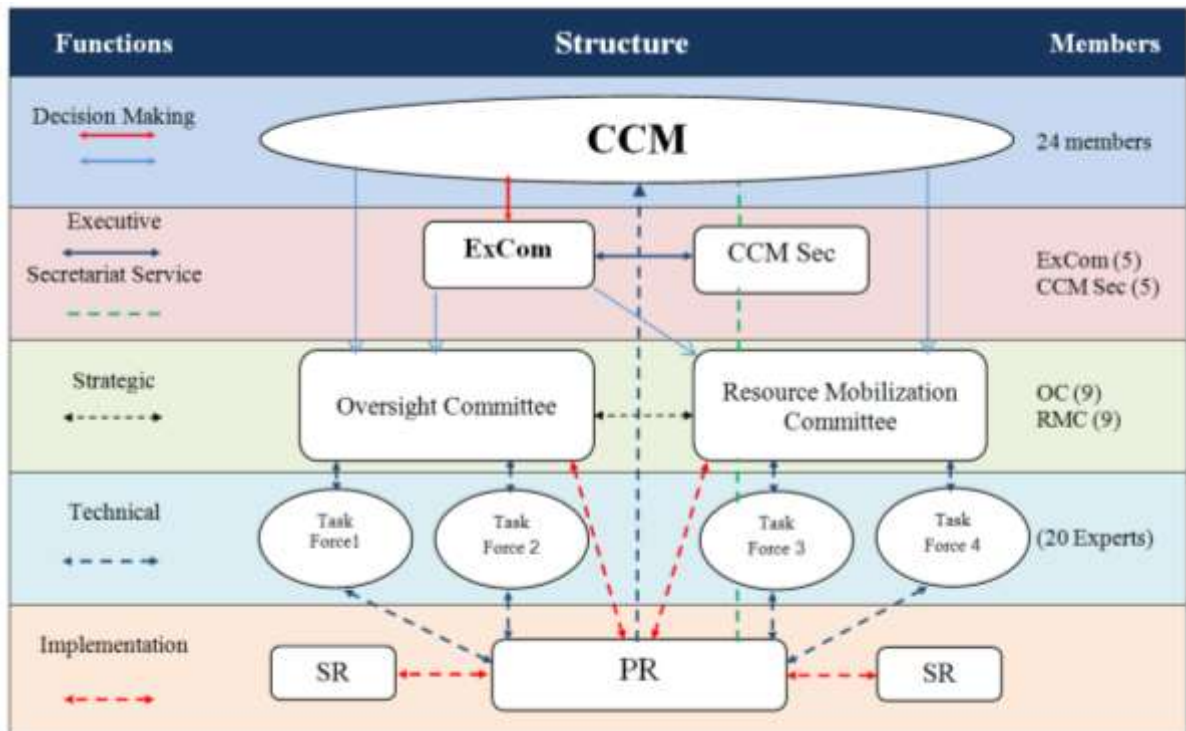 Functions
Structure
Members
Decision Making
CCM
24 members
Executive
Secretariat Service
ExCom
CCM Sec
ExCom (5)
CCM Sec (5)
Strategic
Oversight Committee
Resource Mobilization
Committee
OC (9)
RMC (9)
Technical
Task
Force1
Task
Force 2
Task
Force 3
Task
Force 4
(20 Experts)
Implementation
SR
PR
SR